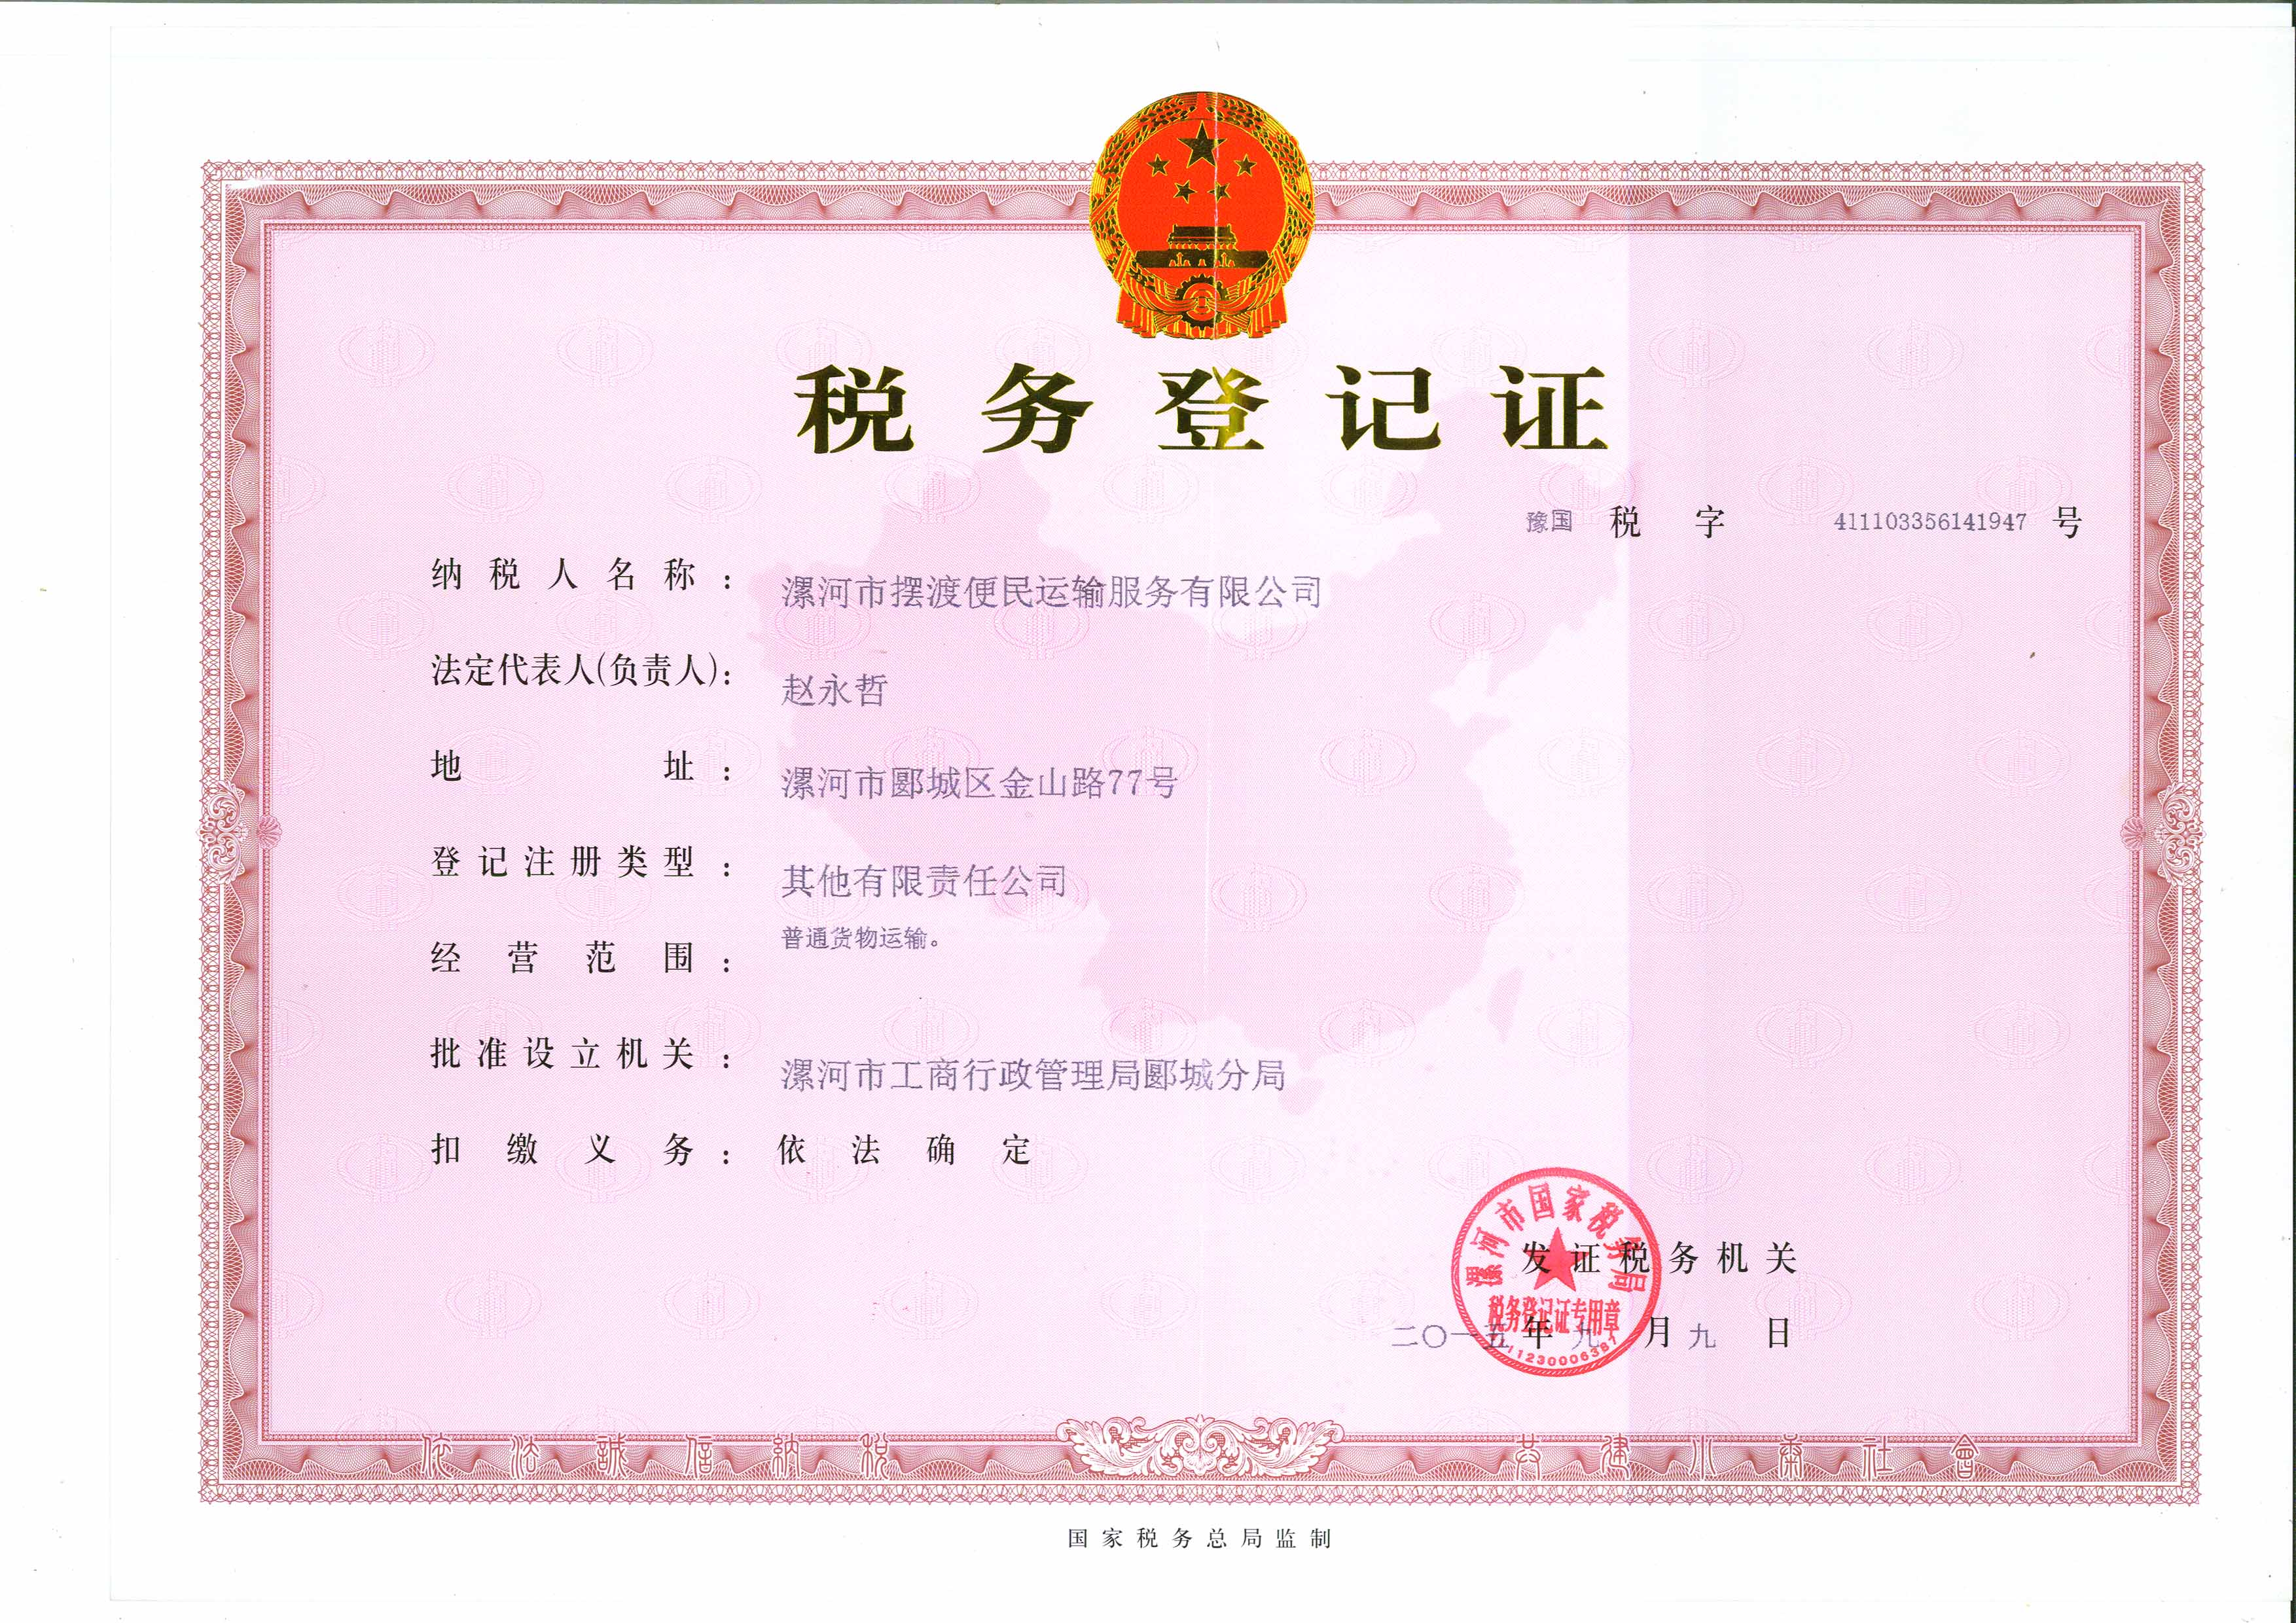 税务登记证
豫国 税 字 411103356141947 号
纳税人名称： 漯河市摆渡便民运输服务有限公司
法定代表人(负责人)： 赵永哲
地址： 漯河市郾城区金山路77号
登记注册类型： 其他有限责任公司
经营范围： 普通货物运输。
批准设立机关： 漯河市工商行政管理局郾城分局
扣缴义务： 依法确定
漯河市国家税务局
发证税务机关
税务登记证专用章
二〇一五年九月九日
依法誠信納税 共建小康社會
国家税务总局监制